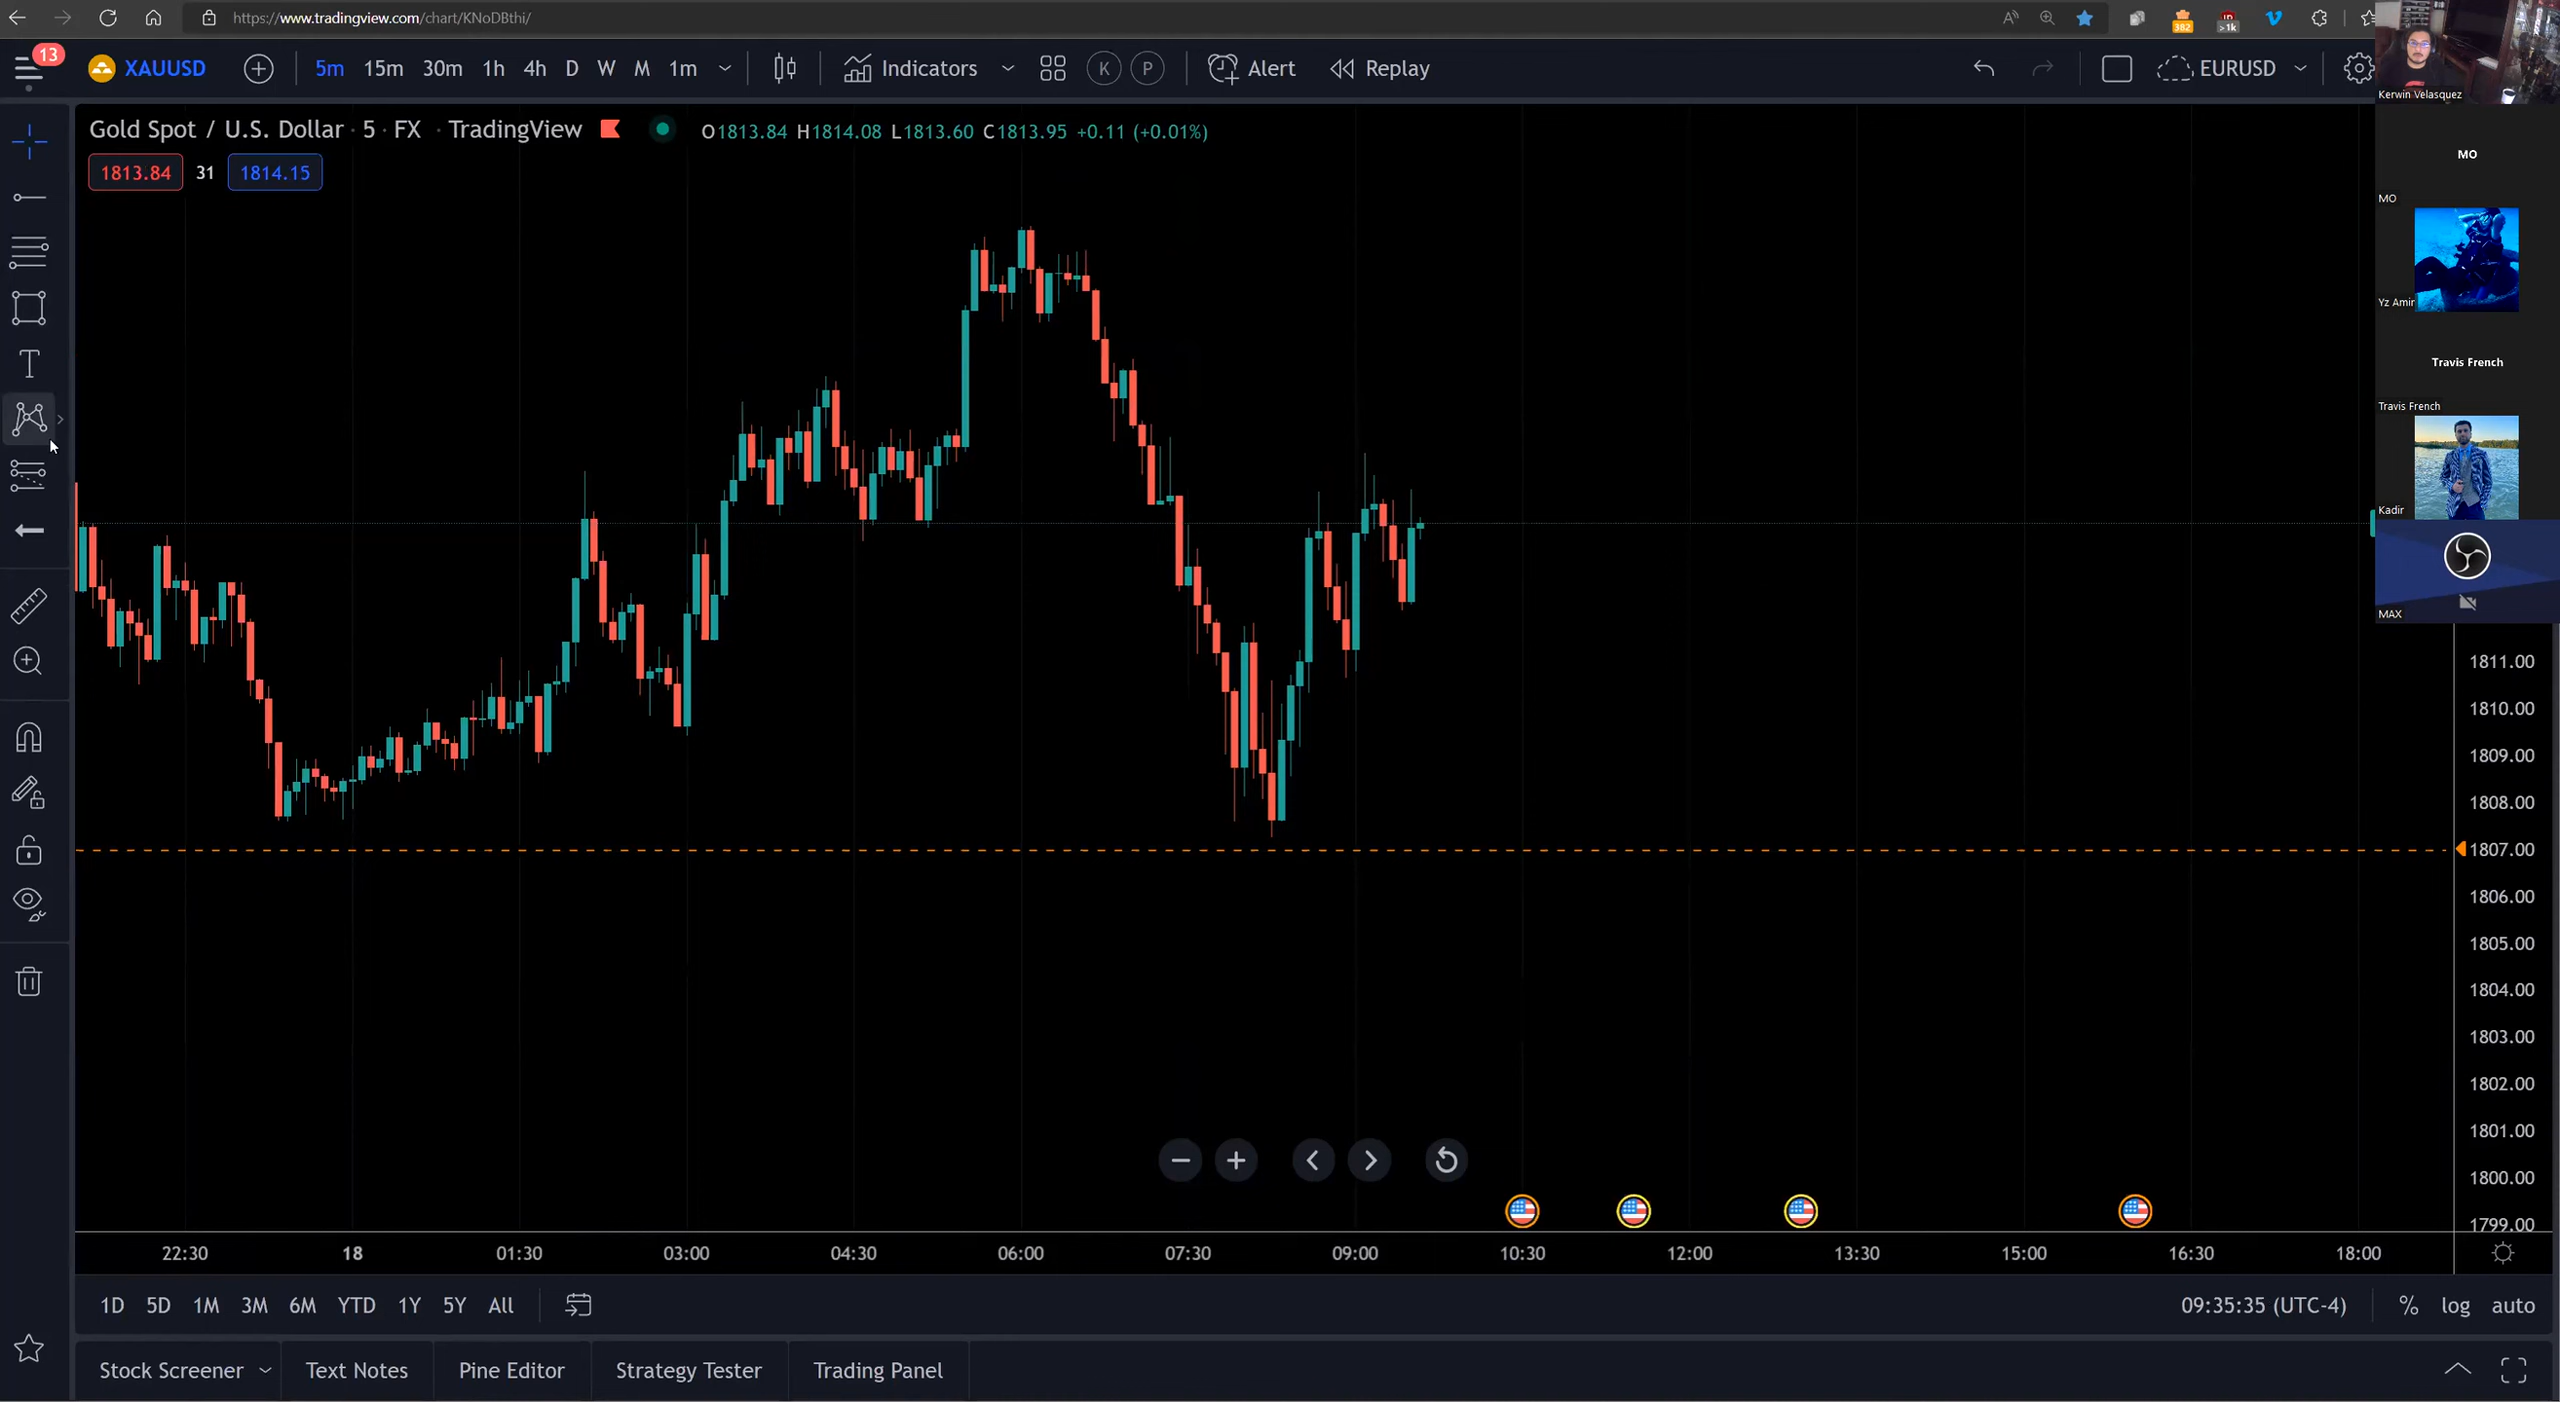 https://www.tradingview.com/chart/KNoDBthi/
382
>1k
13
XAUUSD
5m 15m 30m 1h 4h D W M 1m
Indicators
K P
Alert
Replay
EURUSD
Kerwin Velasquez
Gold Spot / U.S. Dollar · 5 · FX · TradingView
O1813.84 H1814.08 L1813.60 C1813.95 +0.11 (+0.01%)
1813.84 31 1814.15
MO
MO
Yz Amir
Travis French
Travis French
Kadir
MAX
T
1811.00
1810.00
1809.00
1808.00
1807.00
1806.00
1805.00
1804.00
1803.00
1802.00
1801.00
1800.00
1799.00
22:30 18 01:30 03:00 04:30 06:00 07:30 09:00 10:30 12:00 13:30 15:00 16:30 18:00
1D 5D 1M 3M 6M YTD 1Y 5Y All
09:35:35 (UTC-4) % log auto
Stock Screener Text Notes Pine Editor Strategy Tester Trading Panel